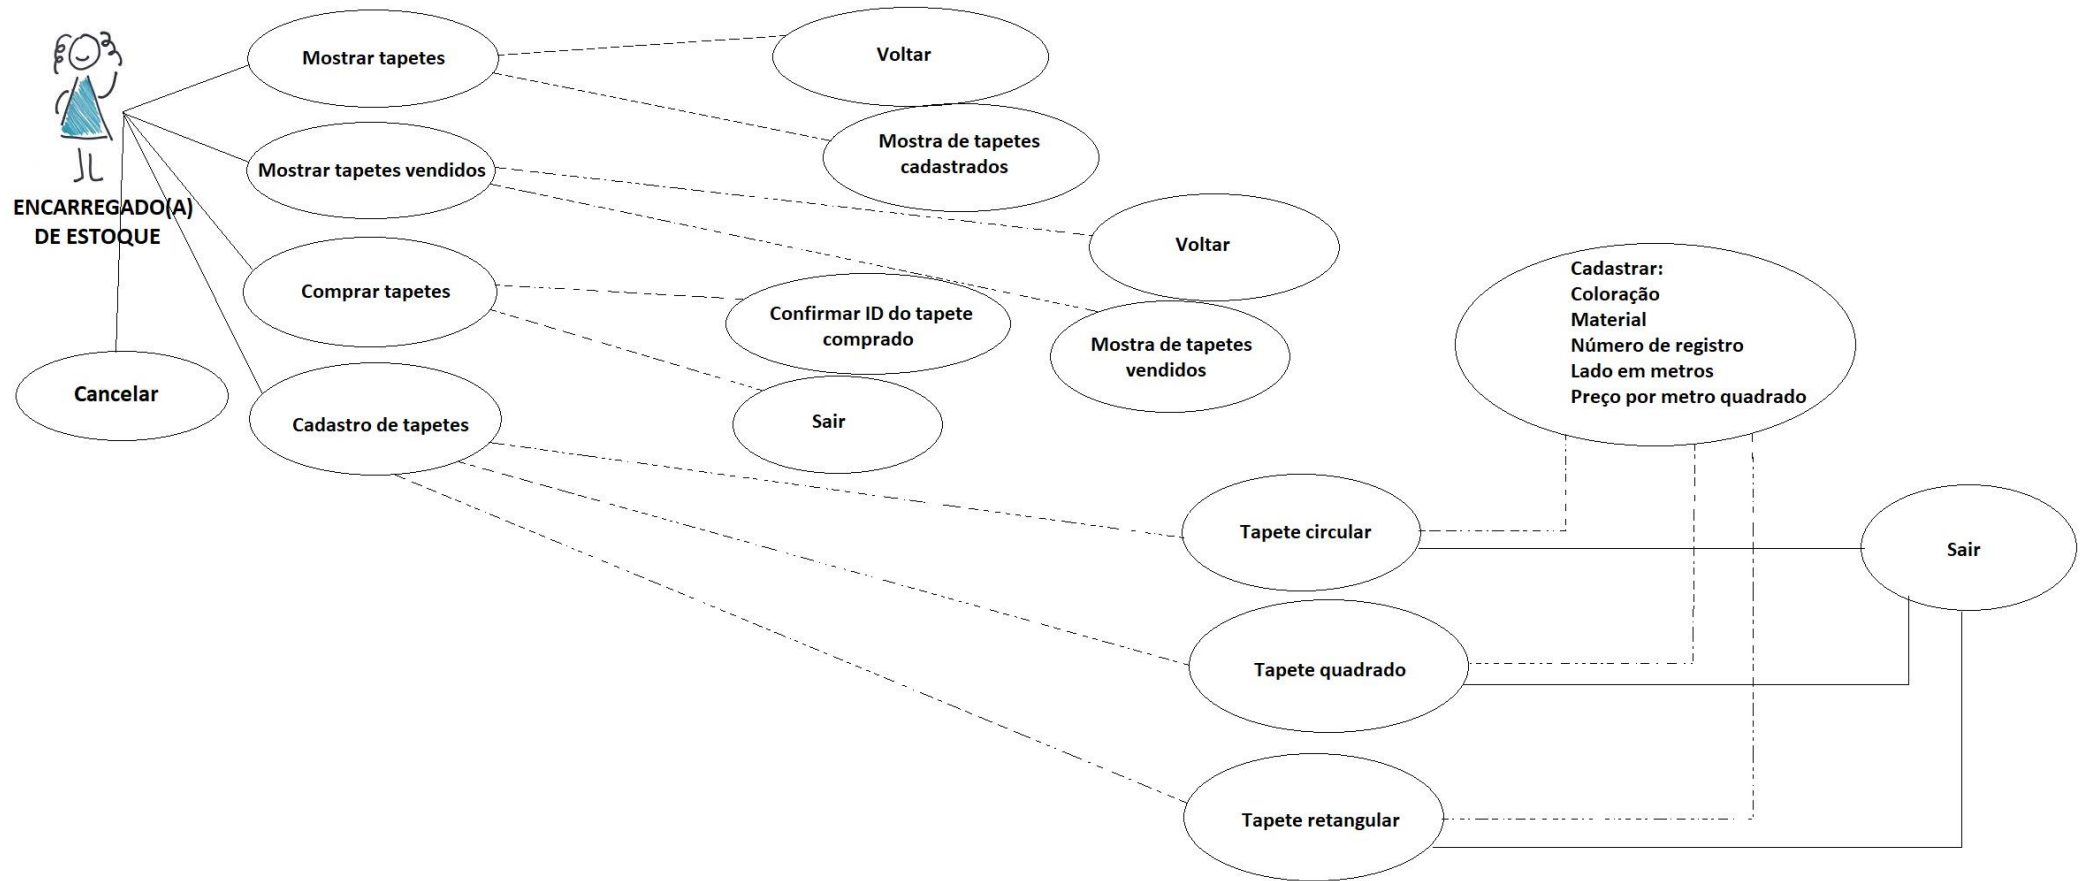 Mostrar tapetes
Voltar
Mostra de tapetes
cadastrados
Mostrar tapetes vendidos
ENCARREGADO(A)
DE ESTOQUE
Voltar
Comprar tapetes
Confirmar ID do tapete
comprado
Mostra de tapetes
vendidos
Cadastrar:
Coloração
Material
Número de registro
Lado em metros
Preço por metro quadrado
Cancelar
Cadastro de tapetes
Sair
Tapete circular
Sair
Tapete quadrado
Tapete retangular